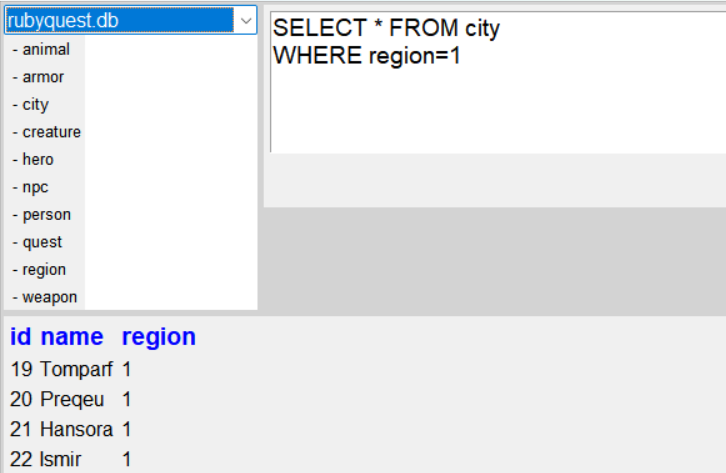 rubyquest.db
- animal
- armor
- city
- creature
- hero
- npc
- person
- quest
- region
- weapon
SELECT * FROM city
WHERE region=1
id name region
19 Tomparf 1
20 Preqeu 1
21 Hansora 1
22 Ismir 1